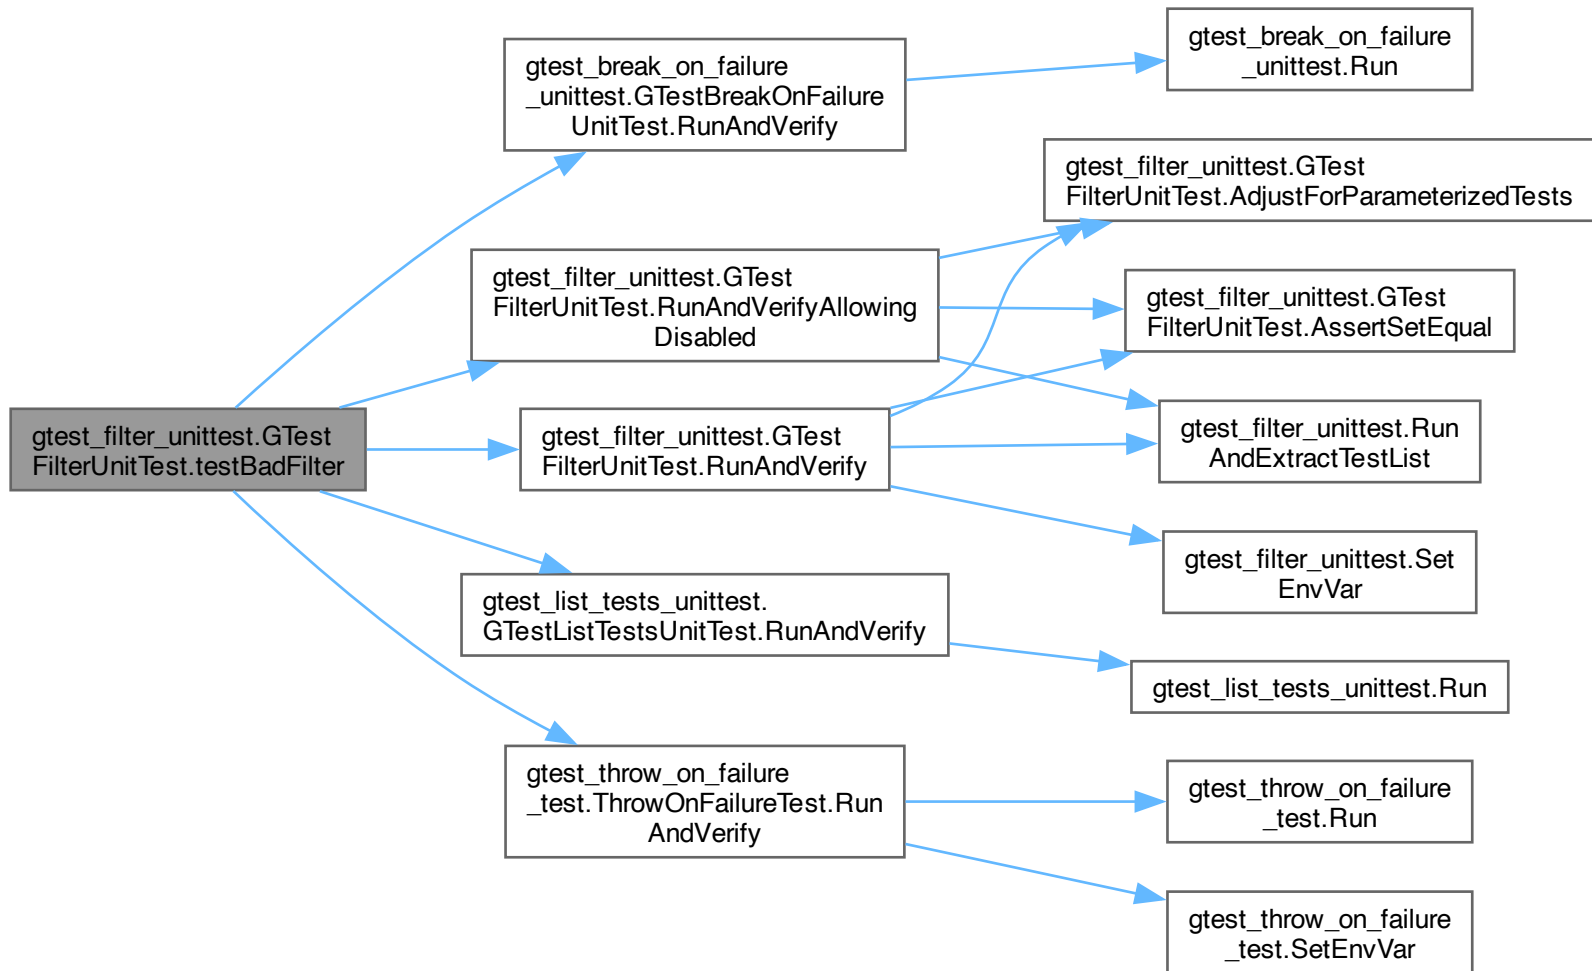 gtest_break_on_failure
_unittest.Run
gtest_break_on_failure
_unittest.GTestBreakOnFailure
UnitTest.RunAndVerify
gtest_filter_unittest.GTest
FilterUnitTest.AdjustForParameterizedTests
gtest_filter_unittest.GTest
FilterUnitTest.RunAndVerifyAllowing
Disabled
gtest_filter_unittest.GTest
FilterUnitTest.AssertSetEqual
gtest_filter_unittest.GTest
FilterUnitTest.testBadFilter
gtest_filter_unittest.GTest
FilterUnitTest.RunAndVerify
gtest_filter_unittest.Run
AndExtractTestList
gtest_filter_unittest.Set
EnvVar
gtest_list_tests_unittest.
GTestListTestsUnitTest.RunAndVerify
gtest_list_tests_unittest.Run
gtest_throw_on_failure
_test.ThrowOnFailureTest.Run
AndVerify
gtest_throw_on_failure
_test.Run
gtest_throw_on_failure
_test.SetEnvVar